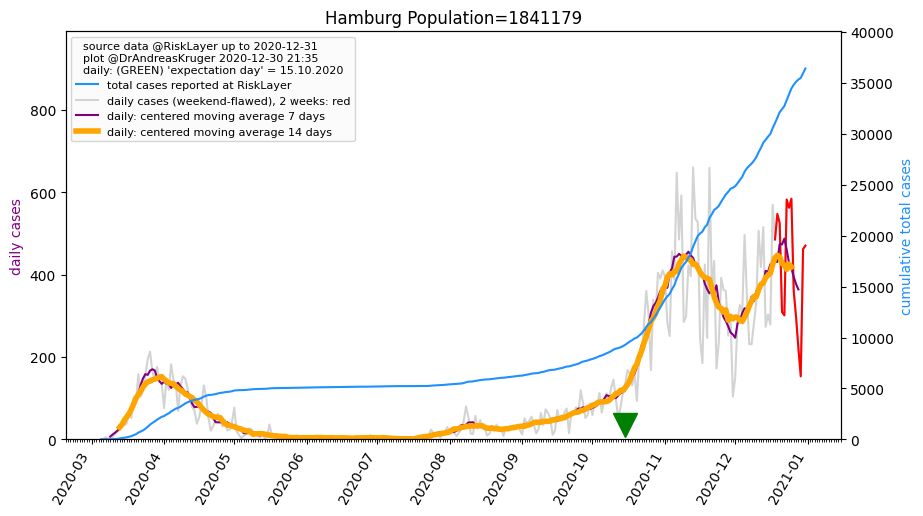 Hamburg Population=1841179
source data @RiskLayer up to 2020-12-31
plot @DrAndreasKruger 2020-12-30 21:35
daily: (GREEN) 'expectation day' = 15.10.2020
total cases reported at RiskLayer
daily cases (weekend-flawed), 2 weeks: red
daily: centered moving average 7 days
daily: centered moving average 14 days
daily cases
800
600
400
200
0
cumulative total cases
40000
35000
30000
25000
20000
15000
10000
5000
0
2020-03
2020-04
2020-05
2020-06
2020-07
2020-08
2020-09
2020-10
2020-11
2020-12
2021-01